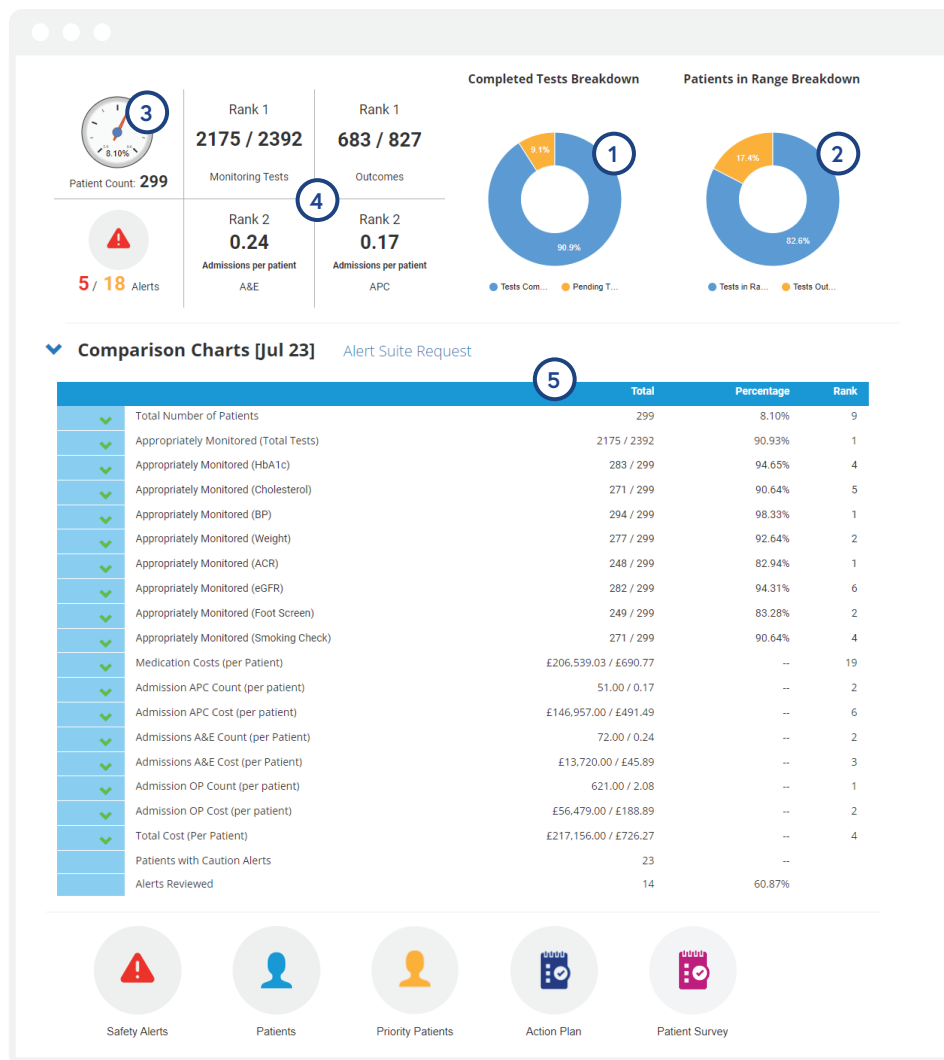 Completed Tests Breakdown
Patients in Range Breakdown
3
8.10%
Patient Count: 299
Rank 1
2175 / 2392
Monitoring Tests
Rank 1
683 / 827
Outcomes
4
5 / 18 Alerts
Rank 2
0.24
Admissions per patient
A&E
Rank 2
0.17
Admissions per patient
APC
1
9.1%
90.9%
Tests Com... Pending T...
2
17.4%
82.6%
Tests in Ra... Tests Out...
Comparison Charts [Jul 23] Alert Suite Request
5
Total Percentage Rank
Total Number of Patients 299 8.10% 9
Appropriately Monitored (Total Tests) 2175 / 2392 90.93% 1
Appropriately Monitored (HbA1c) 283 / 299 94.65% 4
Appropriately Monitored (Cholesterol) 271 / 299 90.64% 5
Appropriately Monitored (BP) 294 / 299 98.33% 1
Appropriately Monitored (Weight) 277 / 299 92.64% 2
Appropriately Monitored (ACR) 248 / 299 82.94% 1
Appropriately Monitored (eGFR) 282 / 299 94.31% 6
Appropriately Monitored (Foot Screen) 249 / 299 83.28% 2
Appropriately Monitored (Smoking Check) 271 / 299 90.64% 4
Medication Costs (per Patient) £206,539.03 / £690.77 -- 19
Admission APC Count (per patient) 51.00 / 0.17 -- 2
Admission APC Cost (per patient) £146,957.00 / £491.49 -- 6
Admissions A&E Count (per Patient) 72.00 / 0.24 -- 2
Admissions A&E Cost (per Patient) £13,720.00 / £45.89 -- 3
Admission OP Count (per patient) 621.00 / 2.08 -- 1
Admission OP Cost (per patient) £56,479.00 / £188.89 -- 2
Total Cost (Per Patient) £217,156.00 / £726.27 -- 4
Patients with Caution Alerts 23 --
Alerts Reviewed 14 60.87%
Safety Alerts
Patients
Priority Patients
Action Plan
Patient Survey